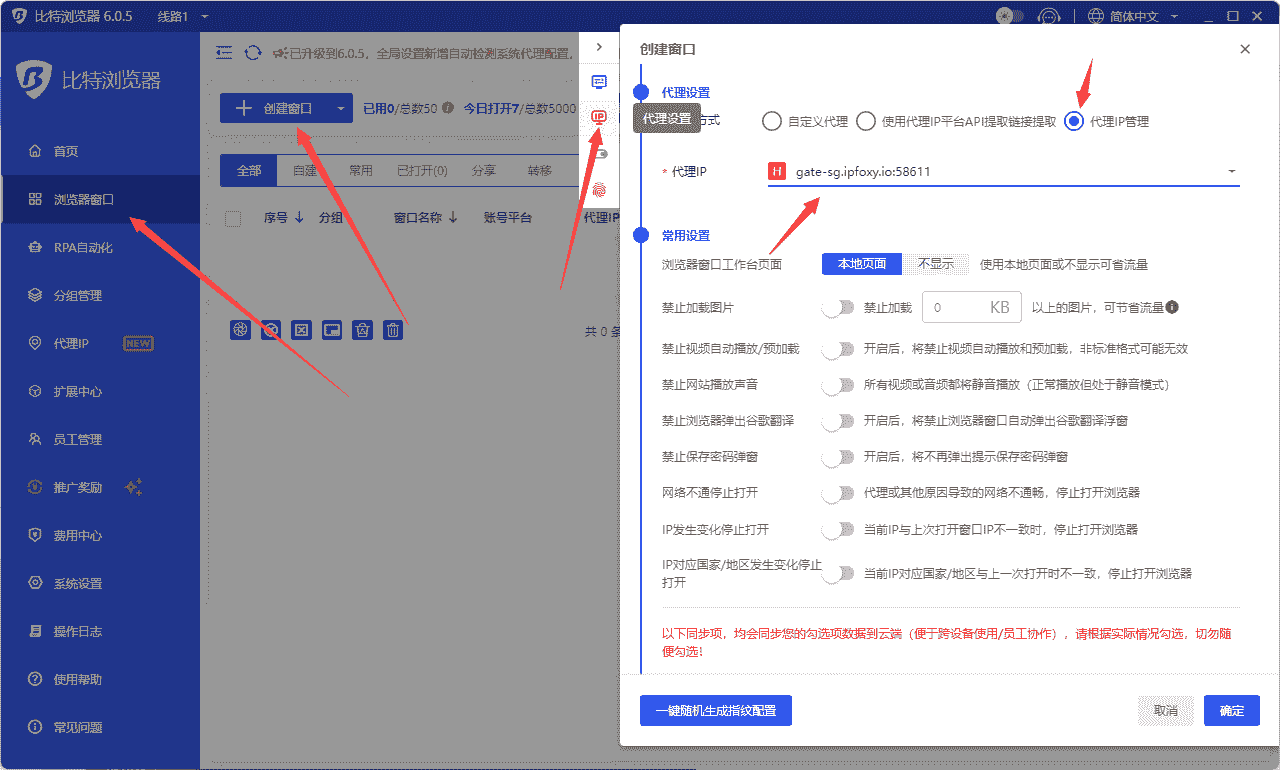 比特浏览器 6.0.5 线路1
简体中文
比特浏览器
首页
浏览器窗口
RPA自动化
分组管理
代理IP NEW
扩展中心
员工管理
推广奖励
费用中心
系统设置
操作日志
使用帮助
常见问题
已升级到6.0.5，全局设置新增自动检测系统代理配置，
创建窗口 已用0/总数50 今日打开7/总数5000
全部 自建 常用 已打开(0) 分享 转移
序号 分组 窗口名称 账号平台 代理IP
共 0 条
IP
创建窗口
代理设置
代理设置
方式 自定义代理 使用代理IP平台API提取链接提取 代理IP管理
* 代理IP H gate-sg.ipfoxy.io:58611
常用设置
浏览器窗口工作台页面 本地页面 不显示 使用本地页面或不显示可省流量
禁止加载图片 禁止加载 0 KB 以上的图片，可节省流量
禁止视频自动播放/预加载 开启后，将禁止视频自动播放和预加载，非标准格式可能无效
禁止网站播放声音 所有视频或音频都将静音播放（正常播放但处于静音模式）
禁止浏览器弹出谷歌翻译 开启后，将禁止浏览器窗口自动弹出谷歌翻译浮窗
禁止保存密码弹窗 开启后，将不再弹出提示保存密码弹窗
网络不通停止打开 代理或其他原因导致的网络不通畅，停止打开浏览器
IP发生变化停止打开 当前IP与上次打开窗口IP不一致时，停止打开浏览器
IP对应国家/地区发生变化停止
打开 当前IP对应国家/地区与上一次打开时不一致，停止打开浏览器
以下同步项，均会同步您的勾选项数据到云端（便于跨设备使用/员工协作），请根据实际情况勾选，切勿随
便勾选！
一键随机生成指纹配置 取消 确定